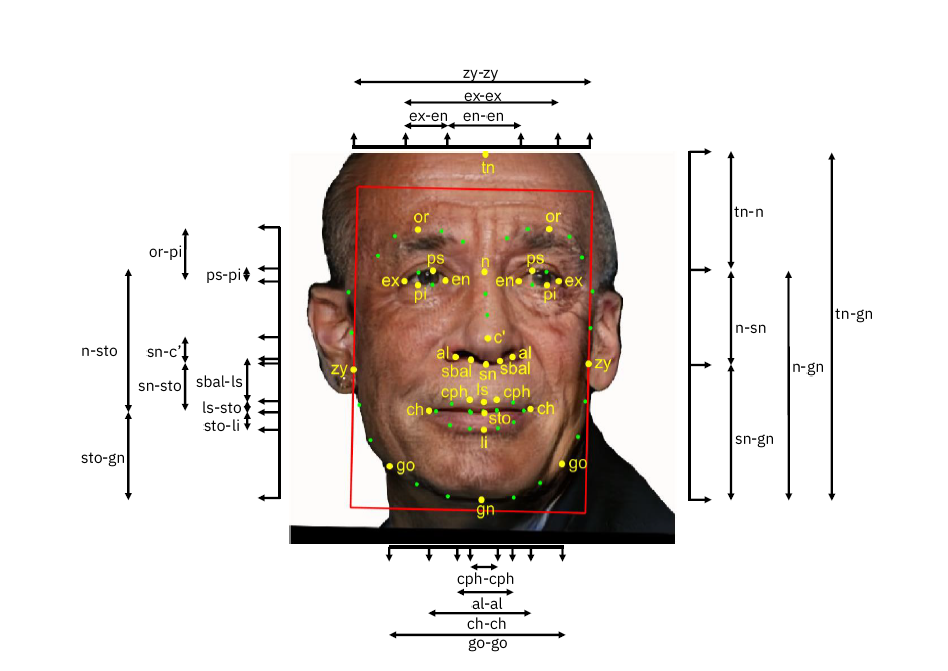 zy-zy
ex-ex
ex-en en-en
tn
or or
tn-n
or-pi
ps n ps
ps-pi
ex en en ex
pi pi
tn-gn
c'
n-sn
n-sto
sn-c’
al al
sbal sn sbal
zy zy
n-gn
sn-sto
sbal-ls
cph ls cph
ls-sto
ch sto ch
sto-li
li
sn-gn
sto-gn
go go
gn
cph-cph
al-al
ch-ch
go-go